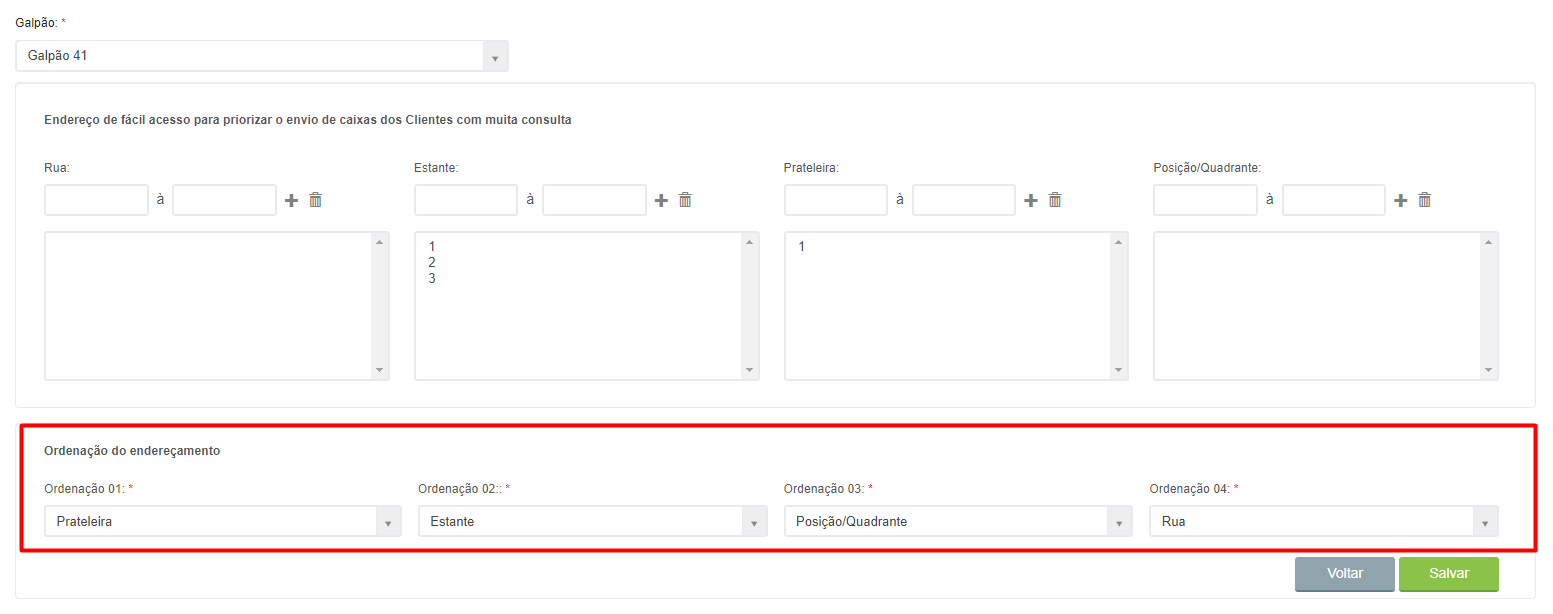 Galpão: *
Galpão 41
Endereço de fácil acesso para priorizar o envio de caixas dos Clientes com muita consulta
Rua: Estante: Prateleira: Posição/Quadrante:
à à à à
1 1
2
3
Ordenação do endereçamento
Ordenação 01: * Ordenação 02:: * Ordenação 03: * Ordenação 04: *
Prateleira Estante Posição/Quadrante Rua
Voltar Salvar